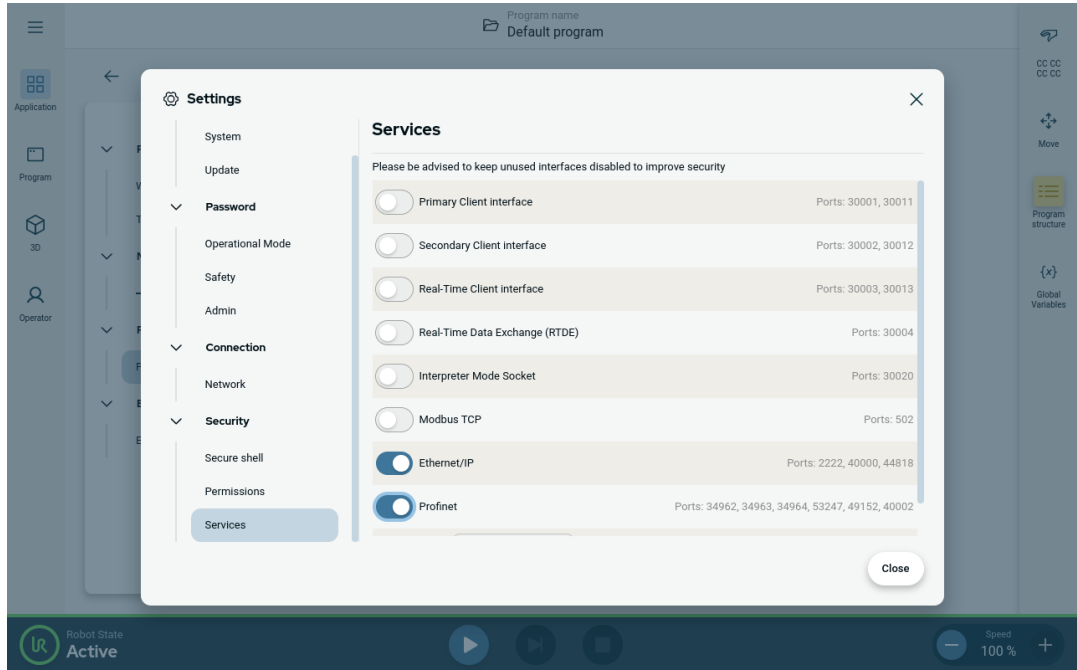 Program name
Default program
Application
Program
3D
Operator
Settings
System
Update
Password
Operational Mode
Safety
Admin
Connection
Network
Security
Secure shell
Permissions
Services
Services
Please be advised to keep unused interfaces disabled to improve security
Primary Client interface Ports: 30001, 30011
Secondary Client interface Ports: 30002, 30012
Real-Time Client interface Ports: 30003, 30013
Real-Time Data Exchange (RTDE) Ports: 30004
Interpreter Mode Socket Ports: 30020
Modbus TCP Ports: 502
Ethernet/IP Ports: 2222, 40000, 44818
Profinet Ports: 34962, 34963, 34964, 53247, 49152, 40002
Close
CC CC
CC CC
Move
Program
structure
{x}
Global
Variables
UR
Robot State
Active
Speed
100 %